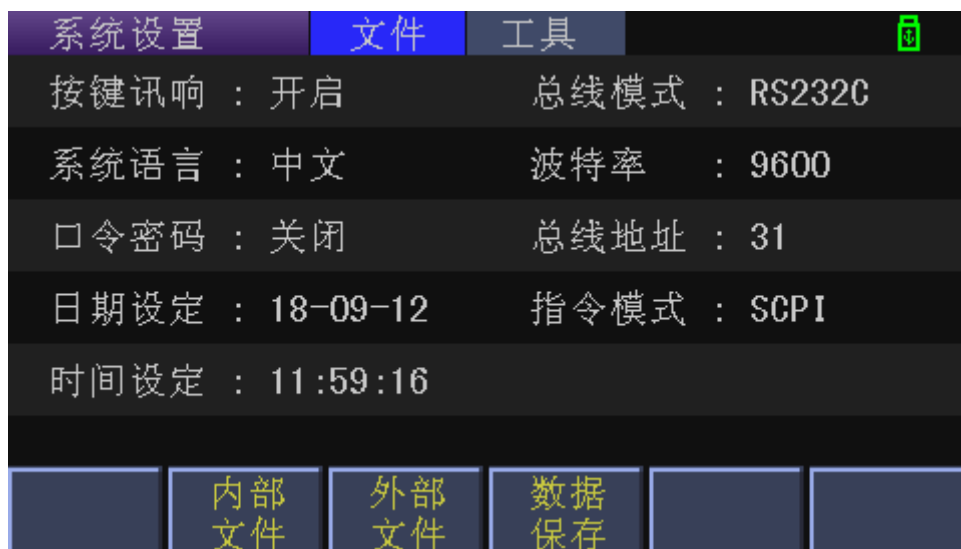 系统设置 文件 工具
按键讯响 : 开启 总线模式 : RS232C
系统语言 : 中文 波特率 : 9600
口令密码 : 关闭 总线地址 : 31
日期设定 : 18-09-12 指令模式 : SCPI
时间设定 : 11:59:16
内部文件 外部文件 数据保存